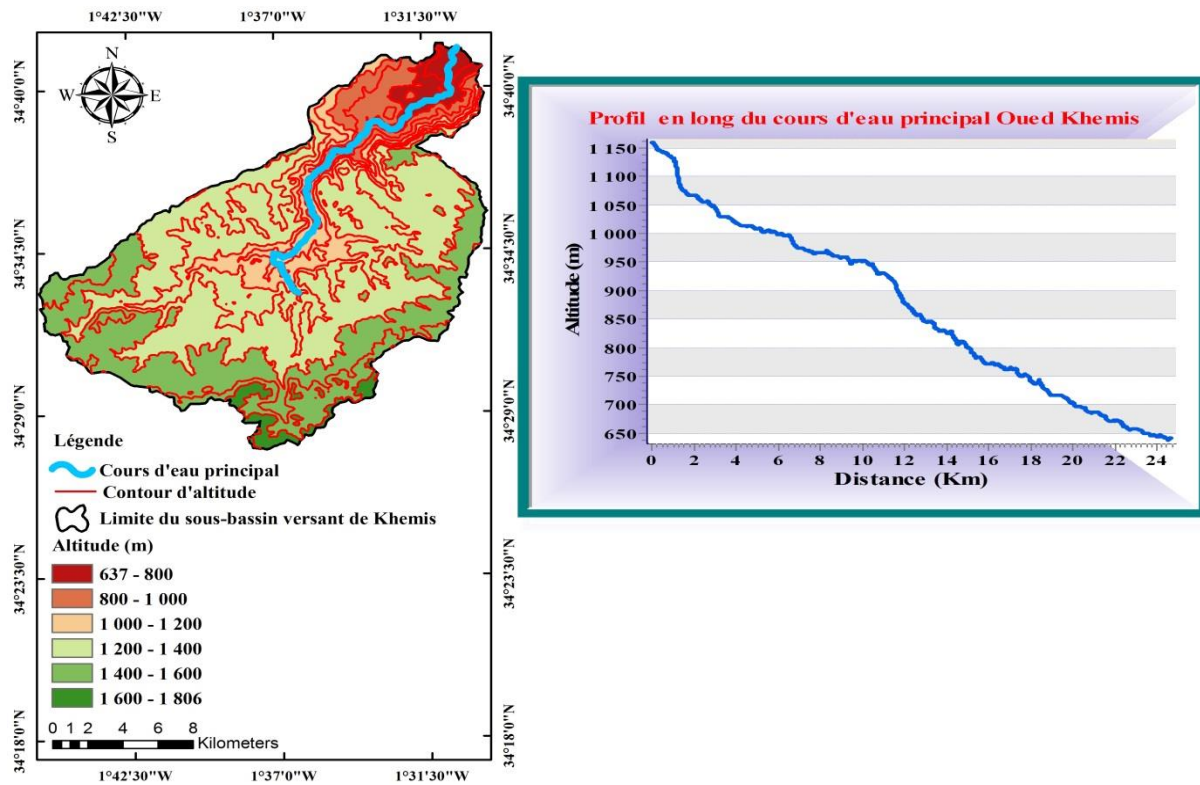 1°42'30"W 1°37'0"W 1°31'30"W
34°40'0"N
34°34'30"N
34°29'0"N
34°23'30"N
34°18'0"N
N
W E
S
34°40'0"N
34°34'30"N
34°29'0"N
34°23'30"N
34°18'0"N
Légende
Cours d'eau principal
Contour d'altitude
Limite du sous-bassin versant de Khemis
Altitude (m)
637 - 800
800 - 1 000
1 000 - 1 200
1 200 - 1 400
1 400 - 1 600
1 600 - 1 806
0 1 2 4 6 8
Kilometers
1°42'30"W 1°37'0"W 1°31'30"W
Profil en long du cours d'eau principal Oued Khemis
Altitude (m)
1 150
1 100
1 050
1 000
950
900
850
800
750
700
650
0 2 4 6 8 10 12 14 16 18 20 22 24
Distance (Km)